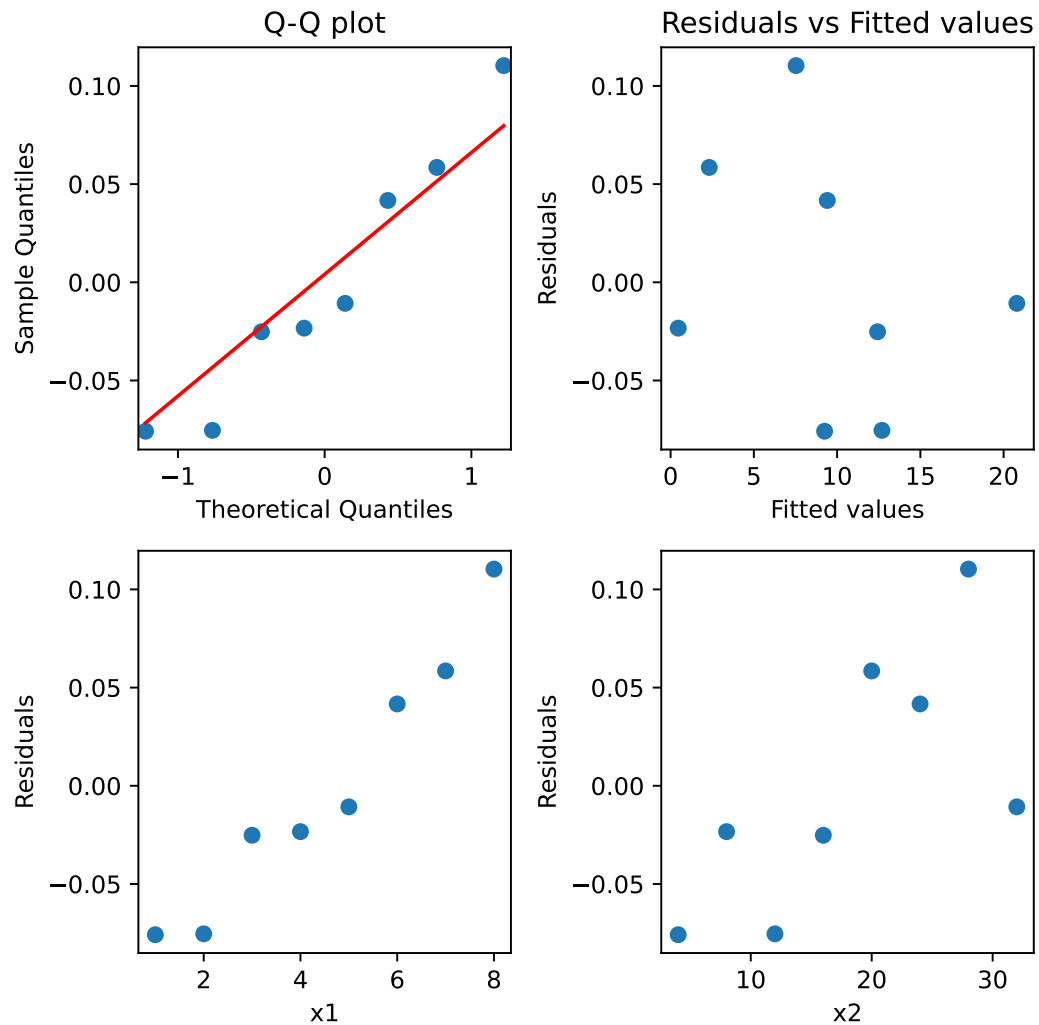 Q-Q plot
Sample Quantiles
0.10
0.05
0.00
−0.05
−1 0 1
Theoretical Quantiles
Residuals vs Fitted values
Residuals
0.10
0.05
0.00
−0.05
0 5 10 15 20
Fitted values
Residuals
0.10
0.05
0.00
−0.05
2 4 6 8
x1
Residuals
0.10
0.05
0.00
−0.05
10 20 30
x2